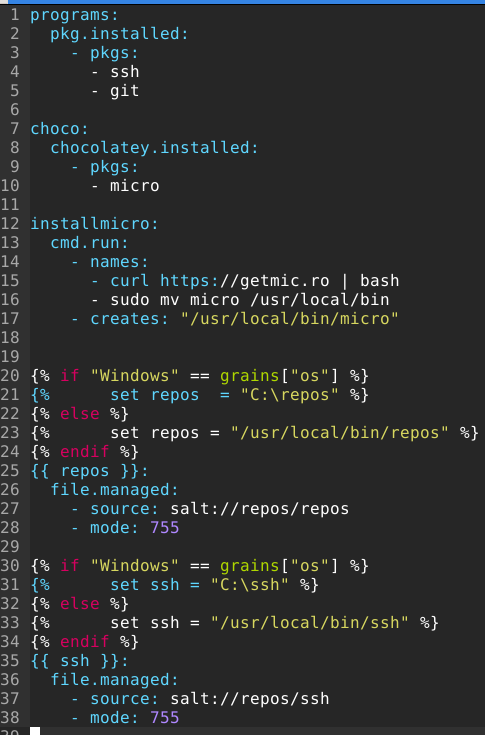 1 programs:
2   pkg.installed:
3     - pkgs:
4       - ssh
5       - git
6
7 choco:
8   chocolatey.installed:
9     - pkgs:
10       - micro
11
12 installmicro:
13   cmd.run:
14     - names:
15       - curl https://getmic.ro | bash
16       - sudo mv micro /usr/local/bin
17     - creates: "/usr/local/bin/micro"
18
19
20 {% if "Windows" == grains["os"] %}
21 {%      set repos  = "C:\repos" %}
22 {% else %}
23 {%      set repos = "/usr/local/bin/repos" %}
24 {% endif %}
25 {{ repos }}:
26   file.managed:
27     - source: salt://repos/repos
28     - mode: 755
29
30 {% if "Windows" == grains["os"] %}
31 {%      set ssh = "C:\ssh" %}
32 {% else %}
33 {%      set ssh = "/usr/local/bin/ssh" %}
34 {% endif %}
35 {{ ssh }}:
36   file.managed:
37     - source: salt://repos/ssh
38     - mode: 755